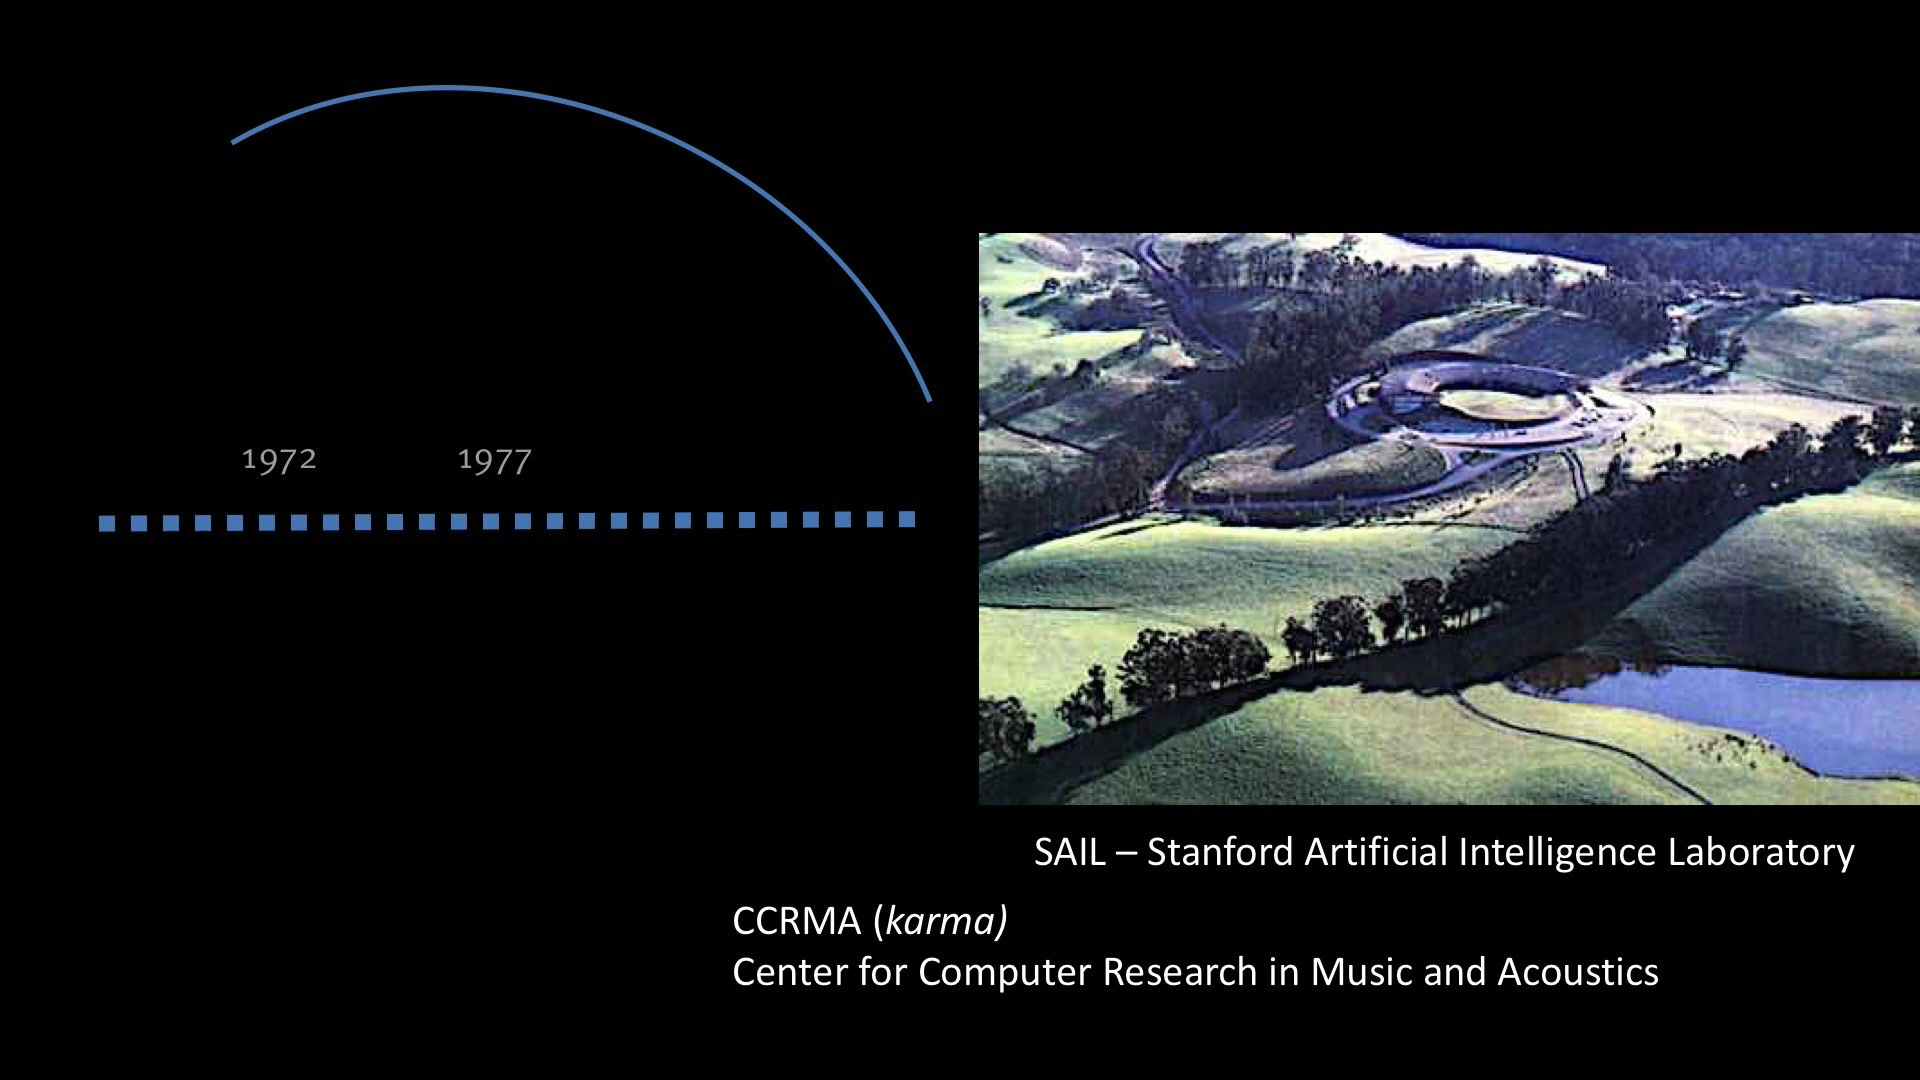 1972 1977
SAIL – Stanford Artificial Intelligence Laboratory
CCRMA (karma)
Center for Computer Research in Music and Acoustics